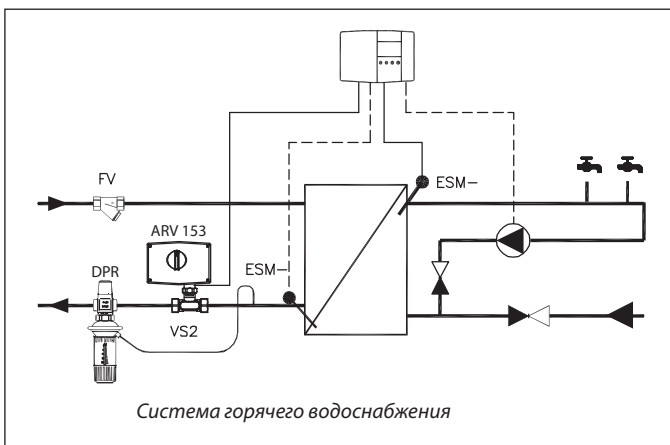 FV
ESM-
ARV 153
DPR
ESM-
VS2
Система горячего водоснабжения